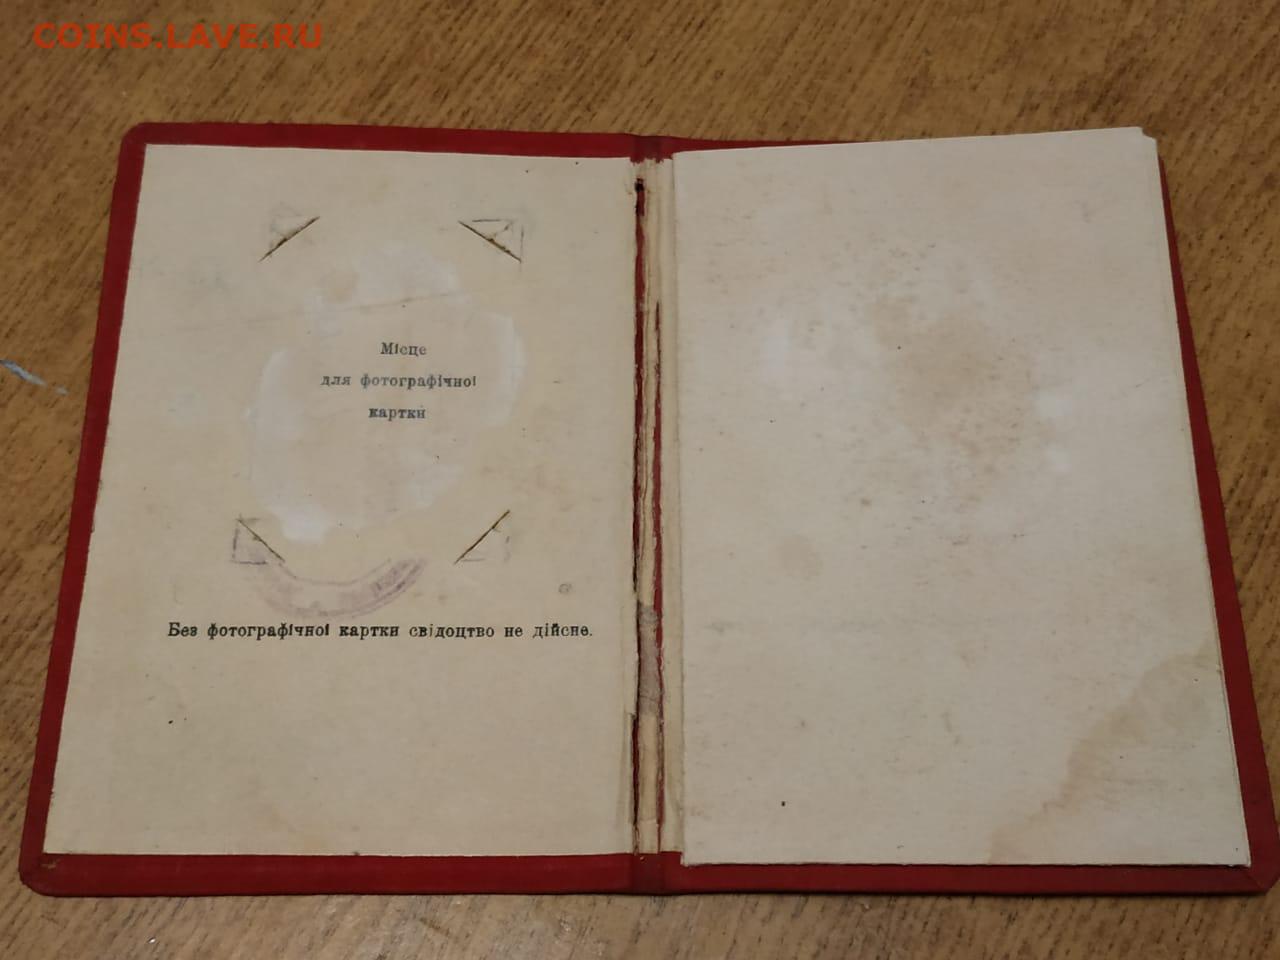 COINS.LAVE.RU
Місце
для фотографічної
картки
Без фотографічної картки свідоцтво не дійсне.